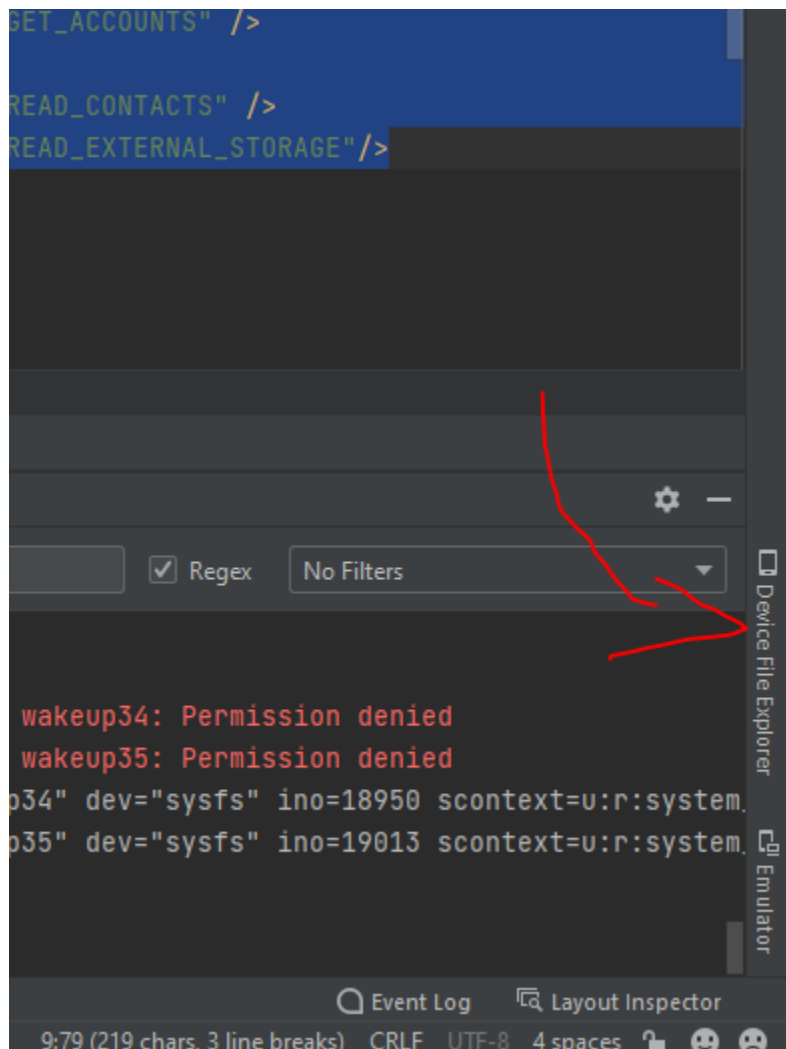 GET_ACCOUNTS" />
READ_CONTACTS" />
READ_EXTERNAL_STORAGE"/>
Regex
No Filters
Device File Explorer
wakeup34: Permission denied
wakeup35: Permission denied
p34" dev="sysfs" ino=18950 scontext=u:r:system
p35" dev="sysfs" ino=19013 scontext=u:r:system
Emulator
Event Log
Layout Inspector
9:79 (219 chars, 3 line breaks) CRLF UTF-8 4 spaces